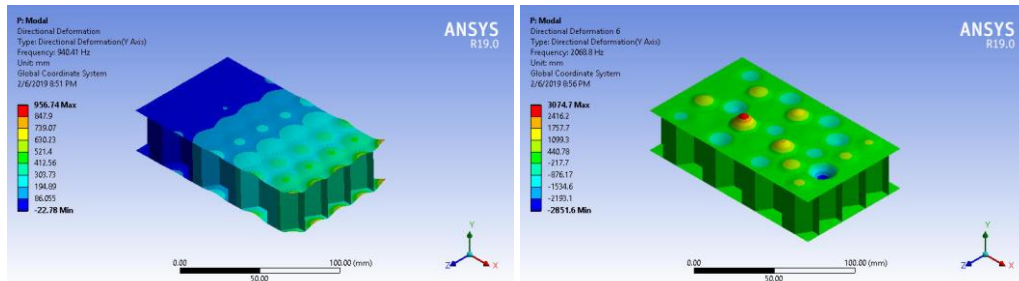 P: Modal
Directional Deformation
Type: Directional Deformation(Y Axis)
Frequency: 940.41 Hz
Unit: mm
Global Coordinate System
2/6/2019 8:51 PM
ANSYS
R19.0
956.74 Max
847.9
739.07
630.23
521.4
412.56
303.73
194.89
86.055
-22.78 Min
0.00
50.00
100.00 (mm)
Y
Z
X
P: Modal
Directional Deformation 6
Type: Directional Deformation(Y Axis)
Frequency: 2068.8 Hz
Unit: mm
Global Coordinate System
2/6/2019 8:56 PM
ANSYS
R19.0
3074.7 Max
2416.2
1757.7
1099.3
440.78
-217.7
-876.17
-1534.6
-2193.1
-2851.6 Min
0.00
50.00
100.00 (mm)
Y
Z
X